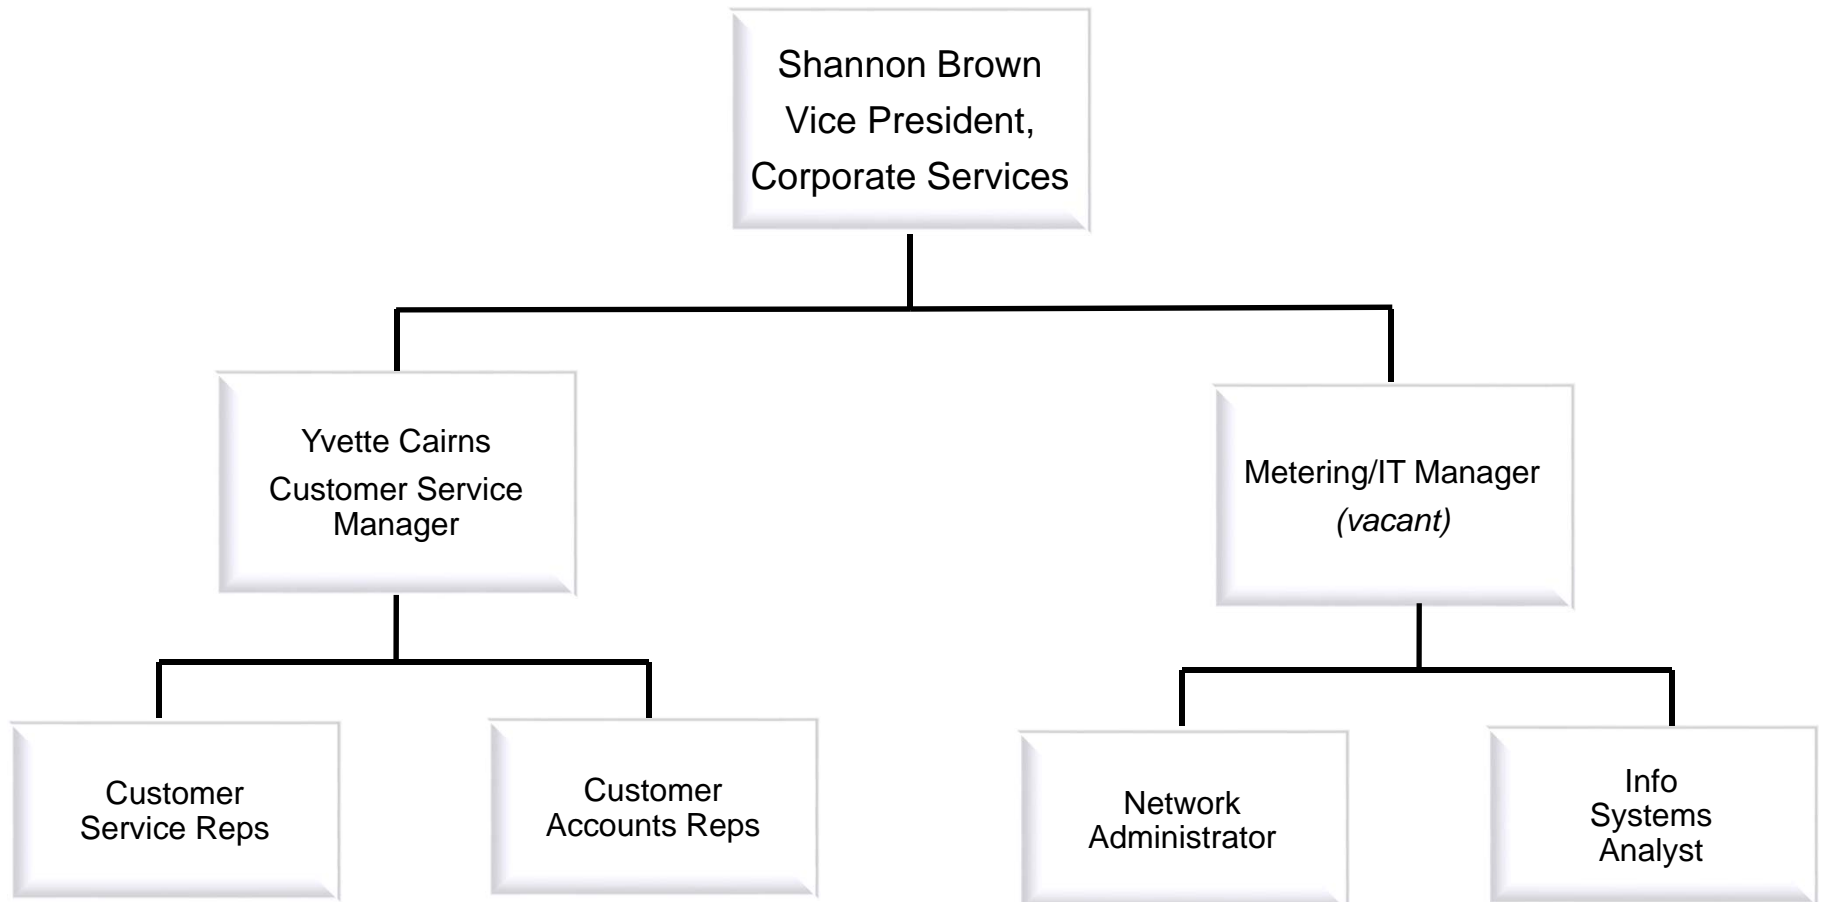 Shannon Brown
Vice President,
Corporate Services
Yvette Cairns
Customer Service
Manager
Metering/IT Manager
(vacant)
Customer
Service Reps
Customer
Accounts Reps
Network
Administrator
Info
Systems
Analyst